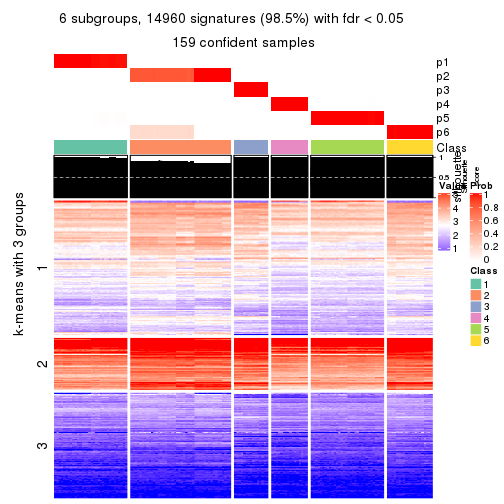 6 subgroups, 14960 signatures (98.5%) with fdr < 0.05
159 confident samples
p1
p2
p3
p4
p5
p6
Class
1
0.5
silhouette
score
k-means with 3 groups
1
2
3
Value
4
3
2
1
Prob
1
0.8
0.6
0.4
0.2
0
Class
1
2
3
4
5
6